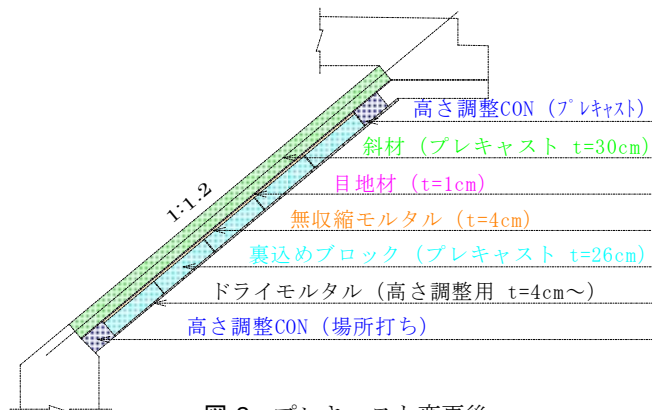 高さ調整CON (プレキャスト)
斜材 (プレキャスト t=30cm)
目地材 (t=1cm)
1:1.2
無収縮モルタル (t=4cm)
裏込めブロック (プレキャスト t=26cm)
ドライモルタル (高さ調整用 t=4cm～)
高さ調整CON (場所打ち)